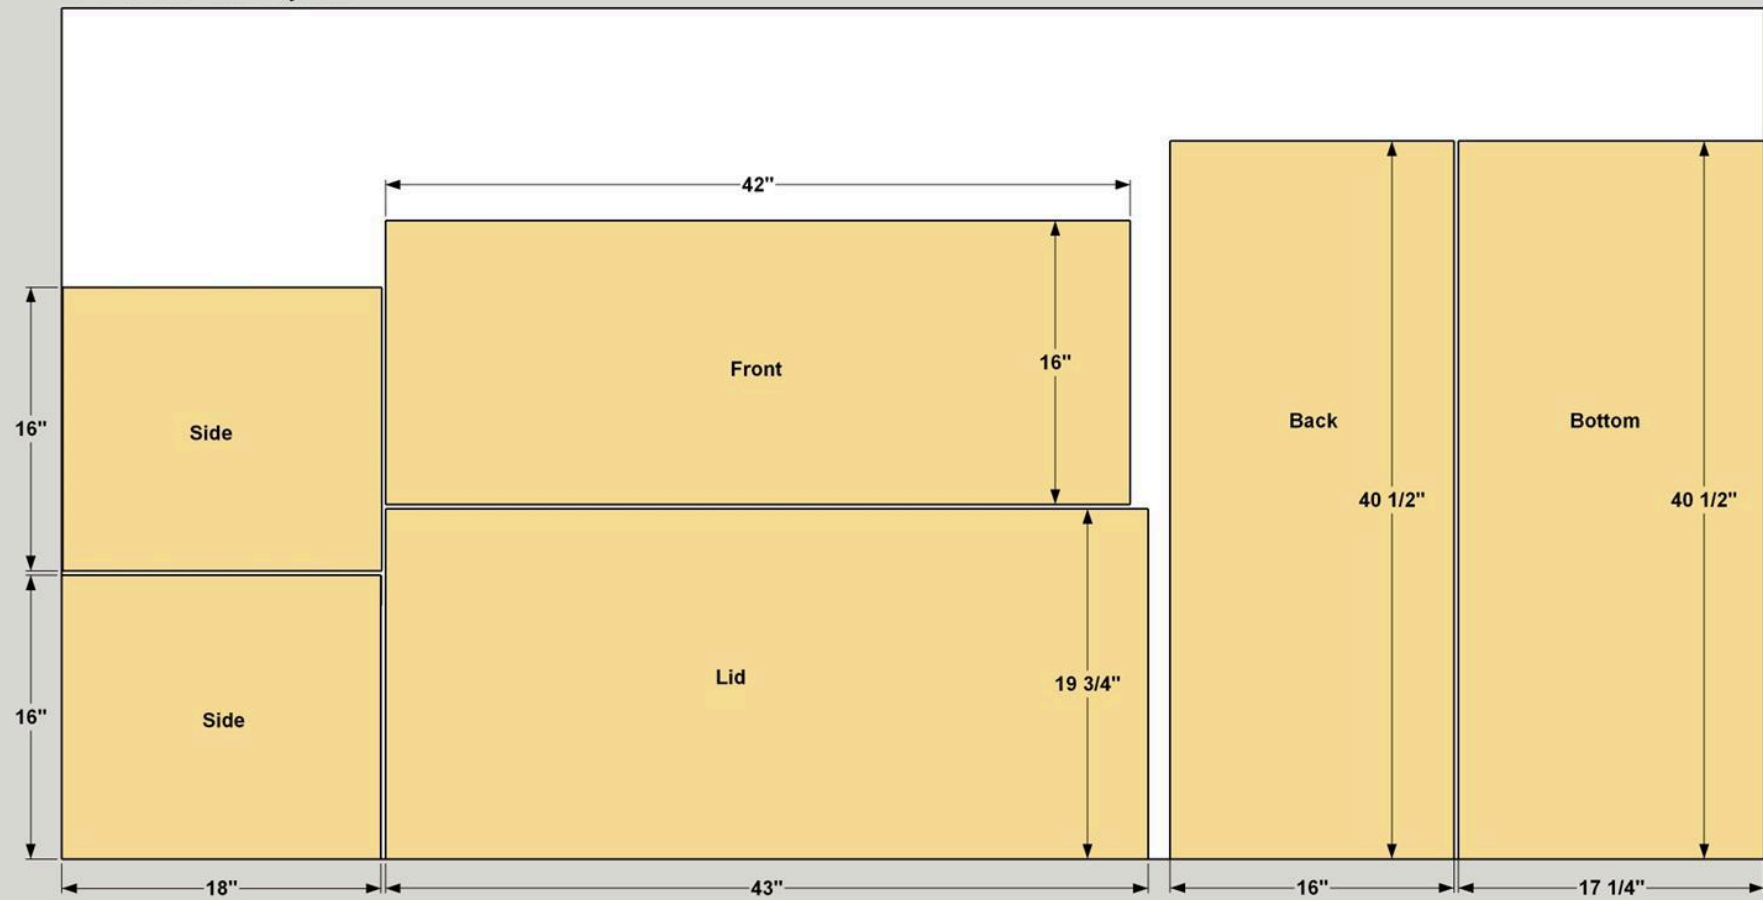 42"
Front
16"
16"
Side
Back
Bottom
40 1/2"
40 1/2"
Lid
19 3/4"
16"
Side
18"
43"
16"
17 1/4"